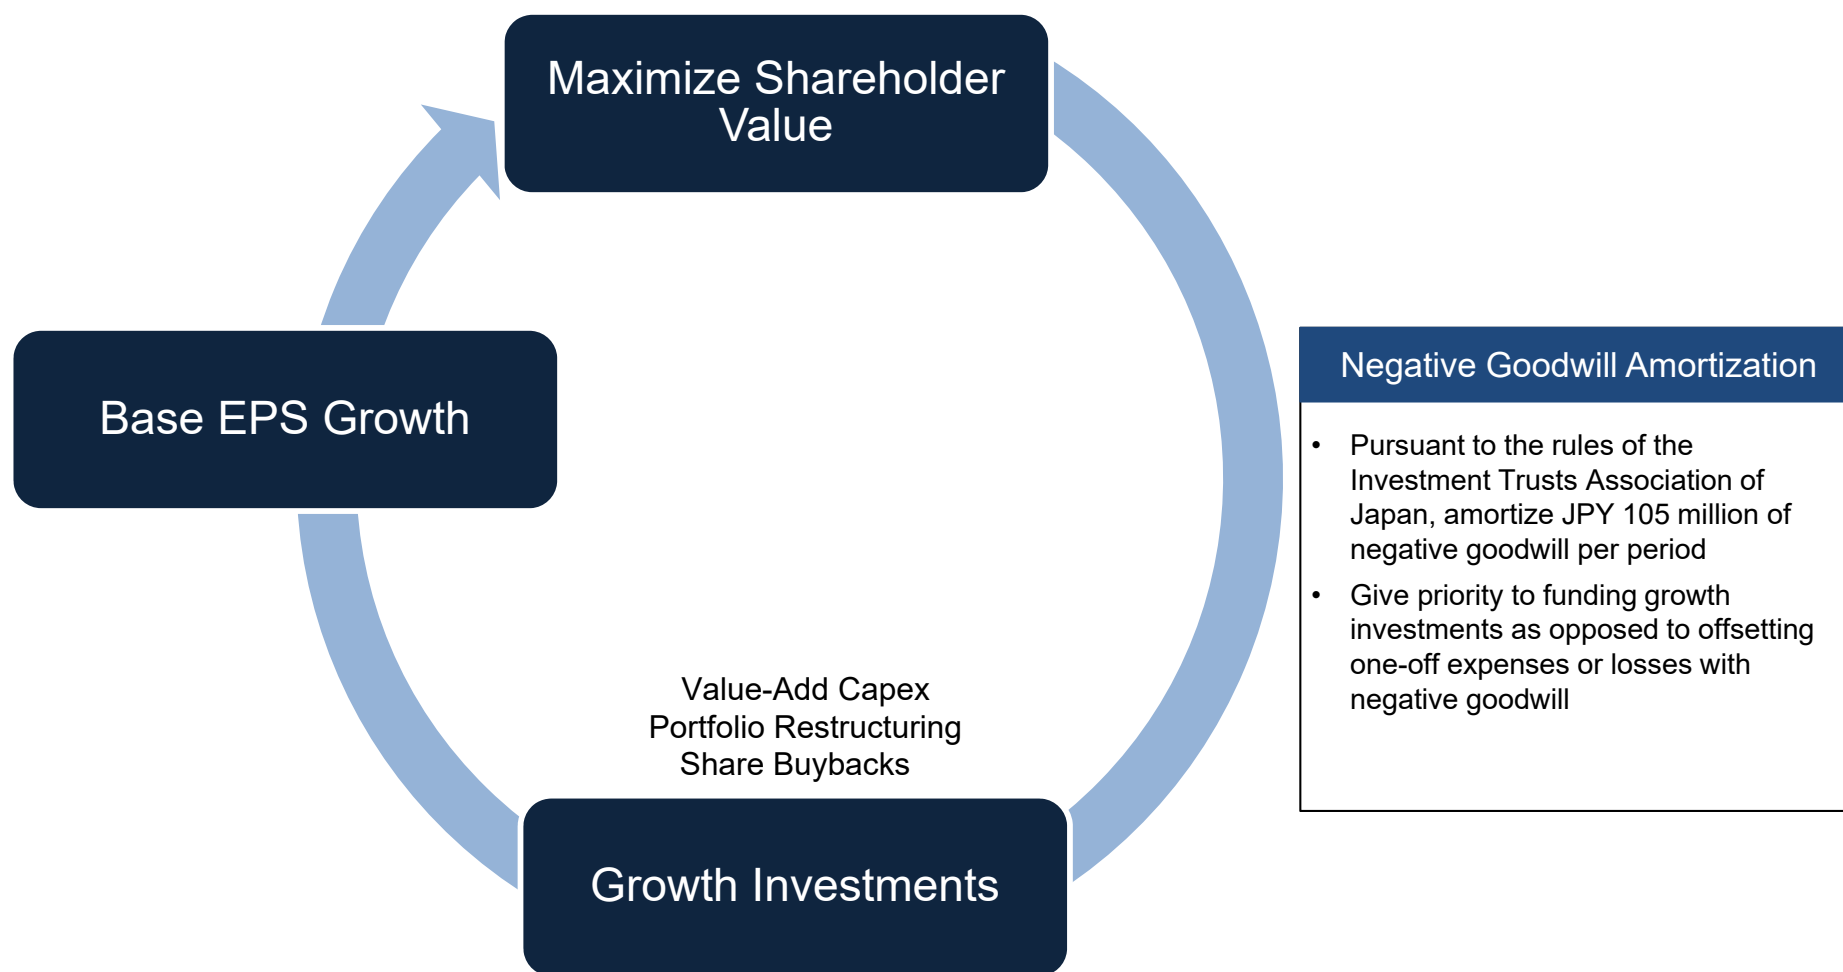 Maximize Shareholder
Value
Base EPS Growth
Value-Add Capex
Portfolio Restructuring
Share Buybacks
Growth Investments
Negative Goodwill Amortization
• Pursuant to the rules of the
Investment Trusts Association of
Japan, amortize JPY 105 million of
negative goodwill per period
• Give priority to funding growth
investments as opposed to offsetting
one-off expenses or losses with
negative goodwill